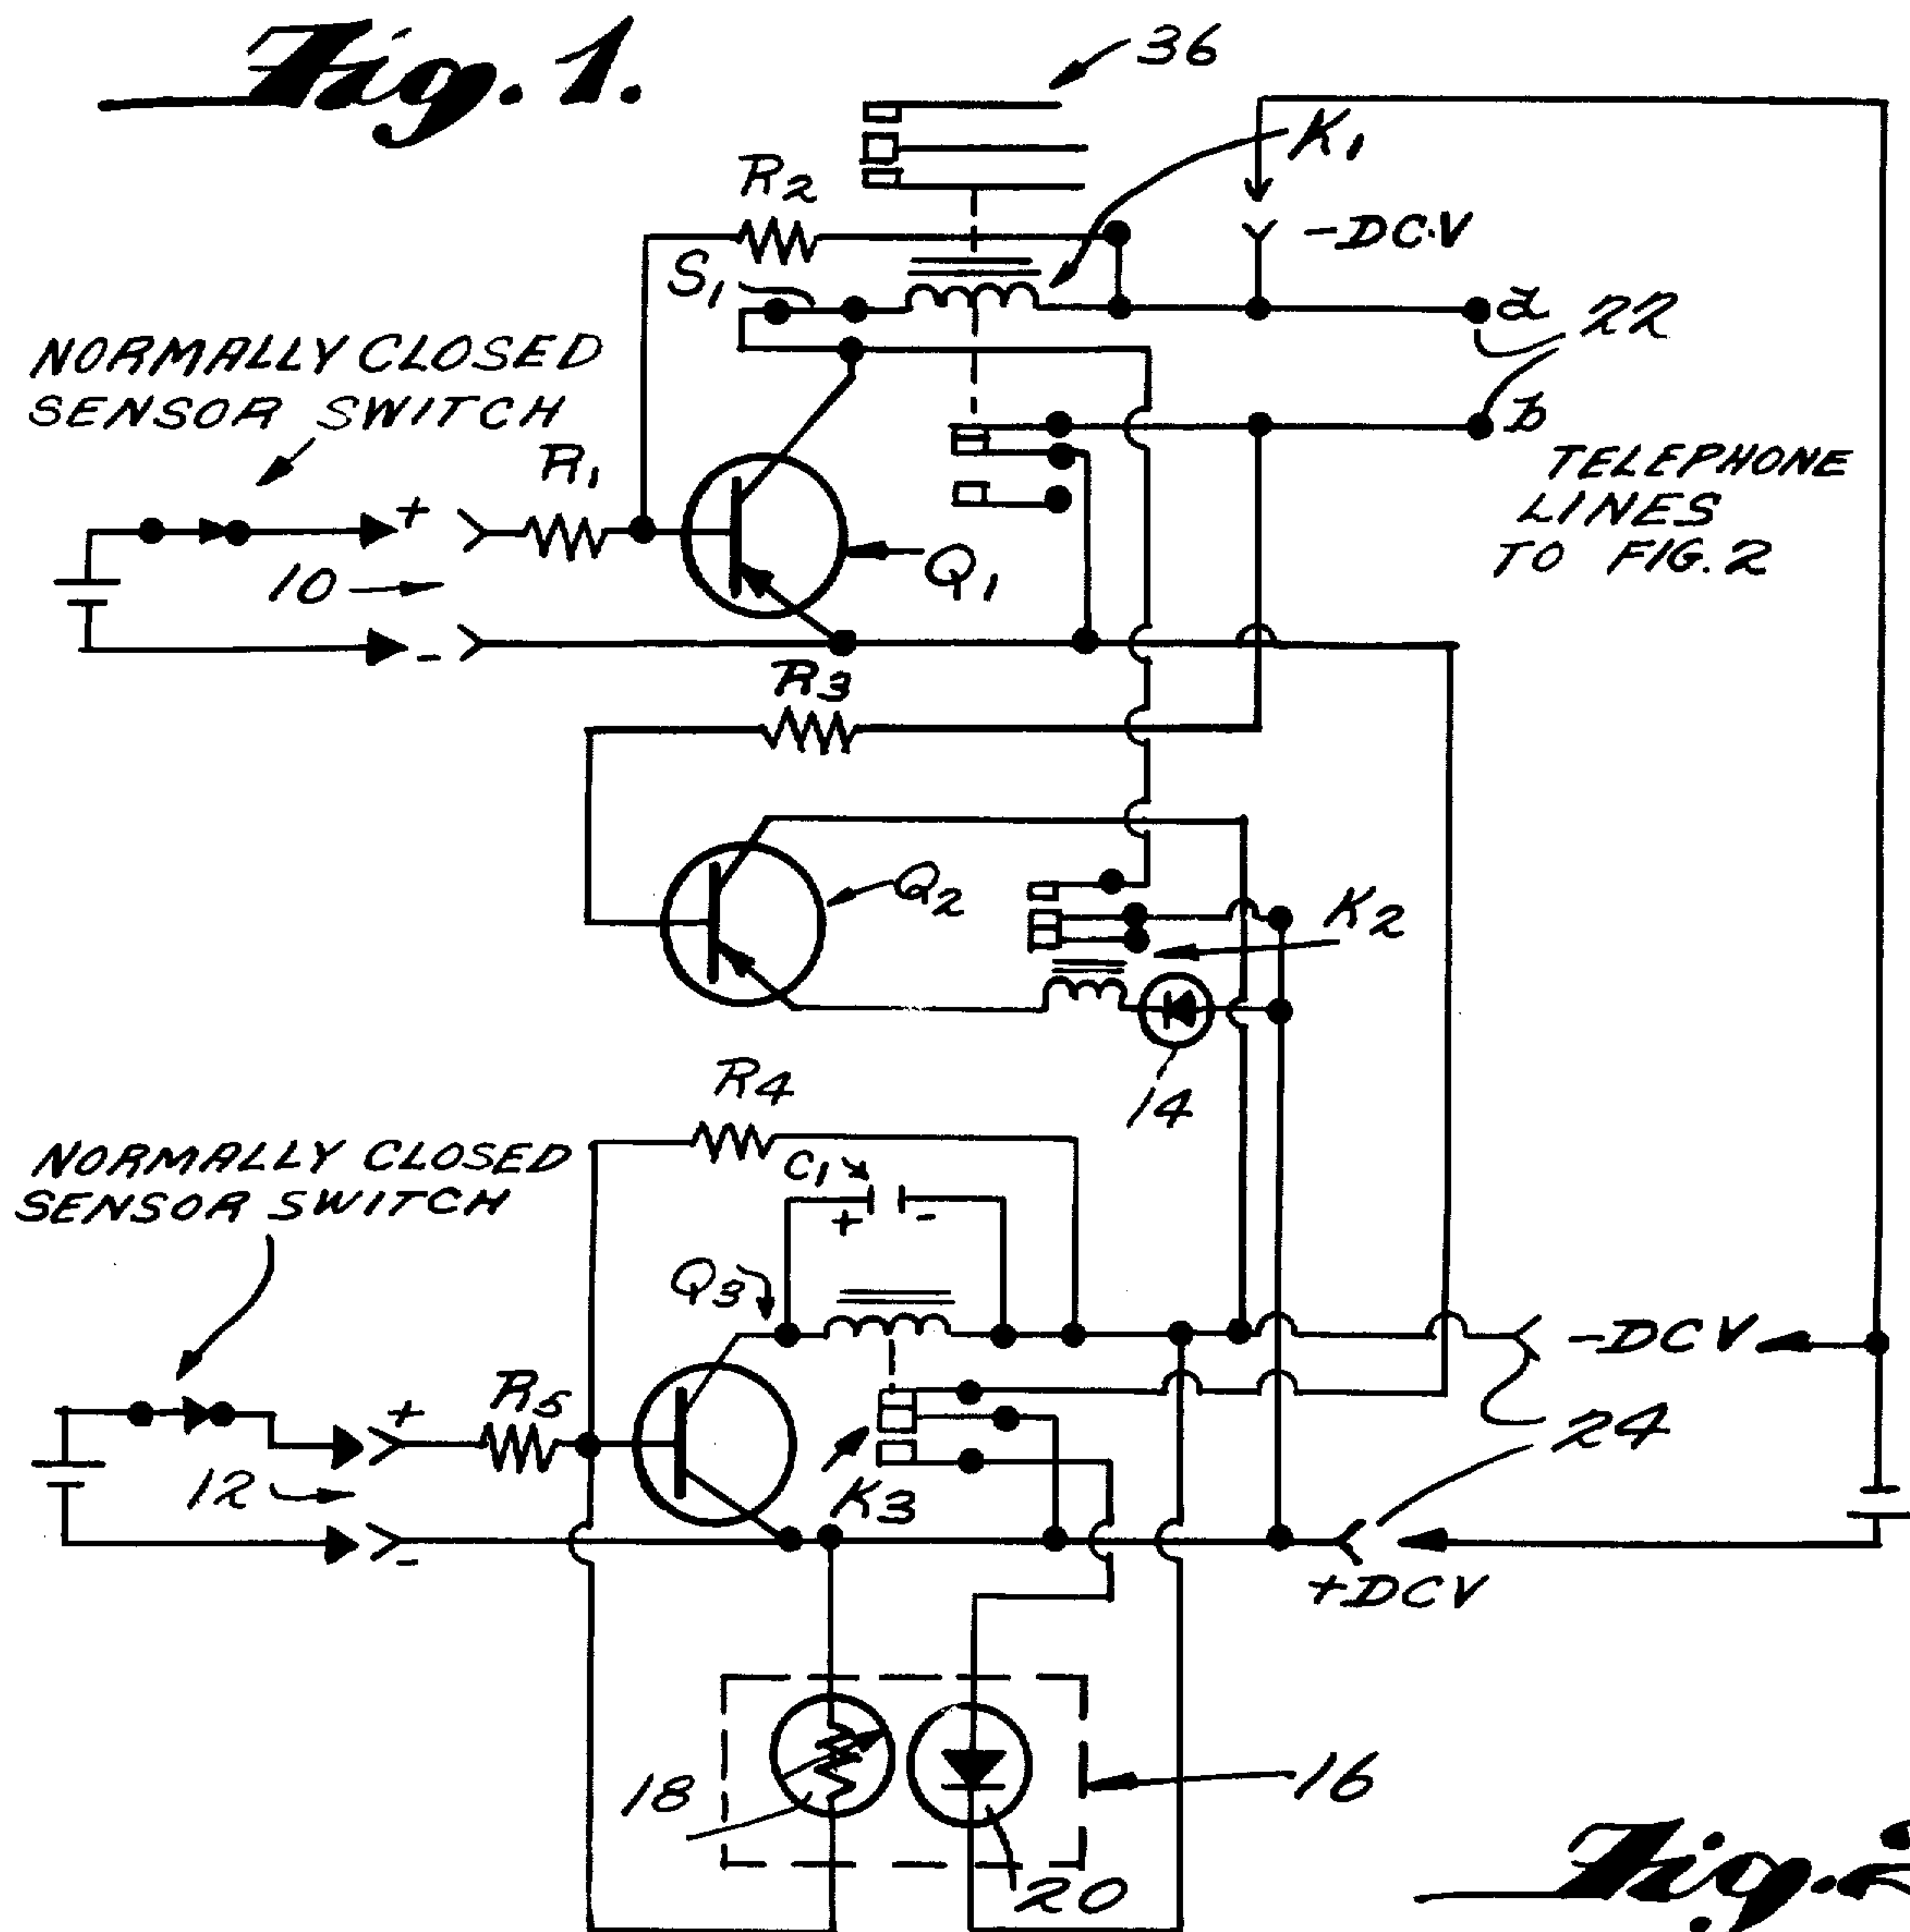 Fig. 1.
36
K1
R2
-DC.V
S1
a
22
NORMALLY CLOSED
SENSOR SWITCH
b
R1
TELEPHONE
LINES
TO FIG. 2
+
10
Q1
-
R3
Q2
K2
14
R4
NORMALLY CLOSED
SENSOR SWITCH
C1
+ -
Q3
-DCV
R5
+
24
12
K3
-
+DCV
18
16
20
Fig. 2